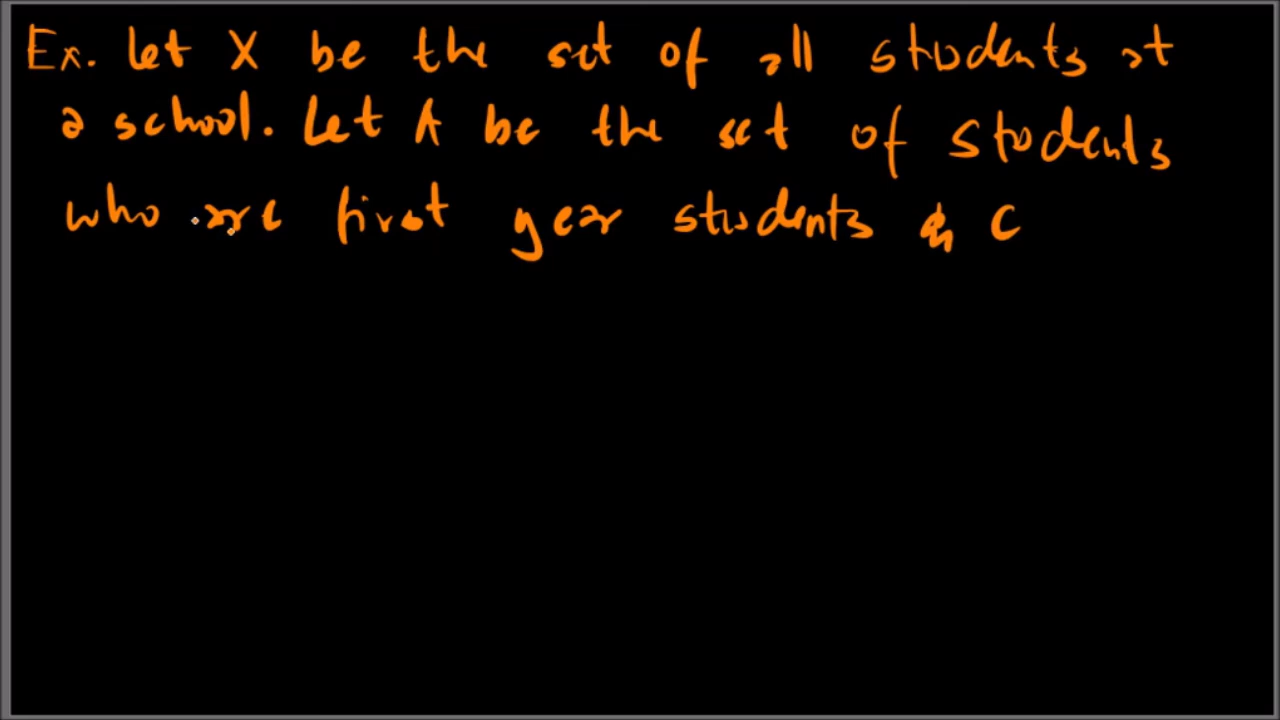 Ex. Let X be the set of all students at
a school. Let A be the set of students
who are first year students & C